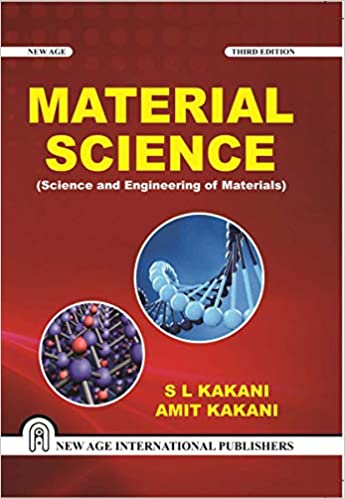 NEW AGE
THIRD EDITION
MATERIAL
SCIENCE
(Science and Engineering of Materials)
S L KAKANI
AMIT KAKANI
NEW AGE INTERNATIONAL PUBLISHERS